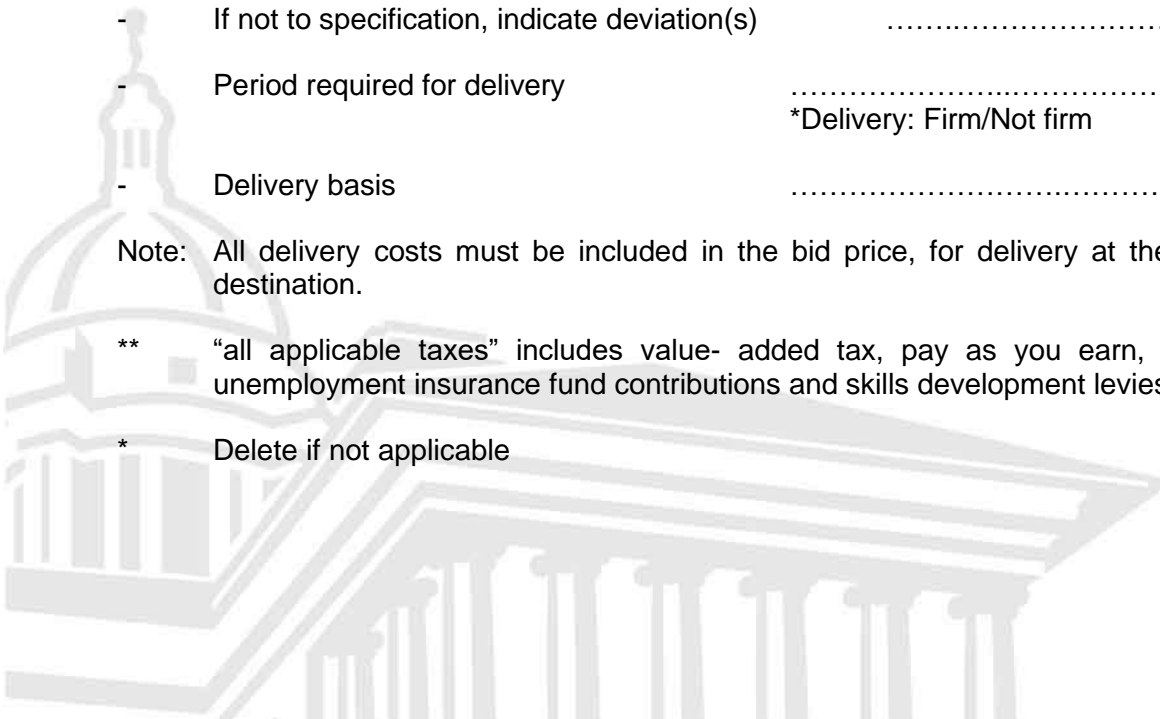 - If not to specification, indicate deviation(s) ……..…………………
- Period required for delivery …………………..……………
*Delivery: Firm/Not firm
- Delivery basis ……………………….………
Note: All delivery costs must be included in the bid price, for delivery at the
destination.
** “all applicable taxes” includes value- added tax, pay as you earn,
unemployment insurance fund contributions and skills development levies
* Delete if not applicable